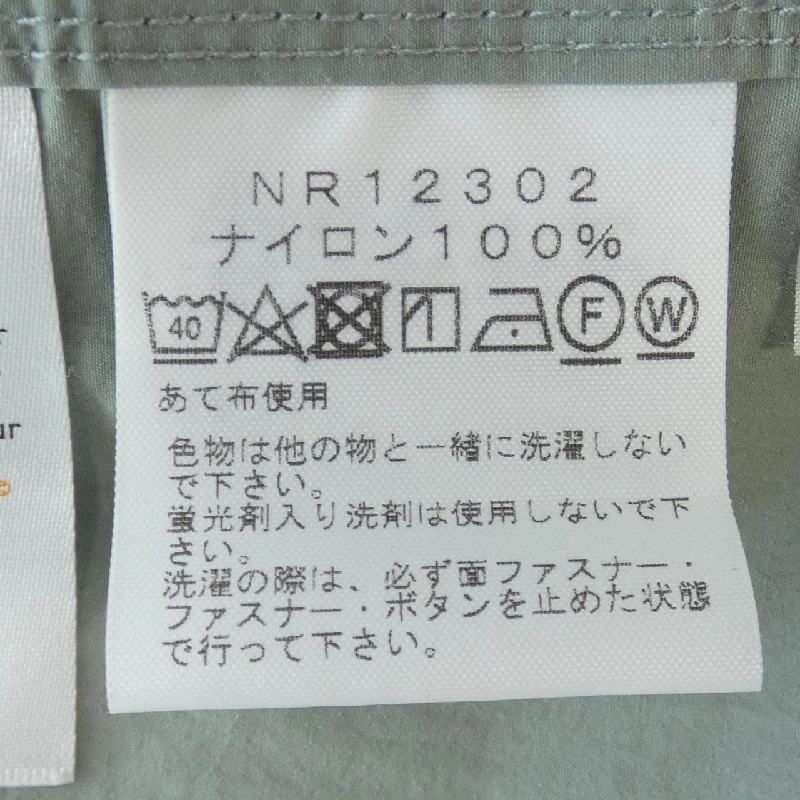 NR12302
ナイロン100%
40
F
W
あて布使用
色物は他の物と一緒に洗濯しない
で下さい。
蛍光剤入り洗剤は使用しないで下
さい。
洗濯の際は、必ず面ファスナー・
ファスナー・ボタンを止めた状態
で行って下さい。
ur